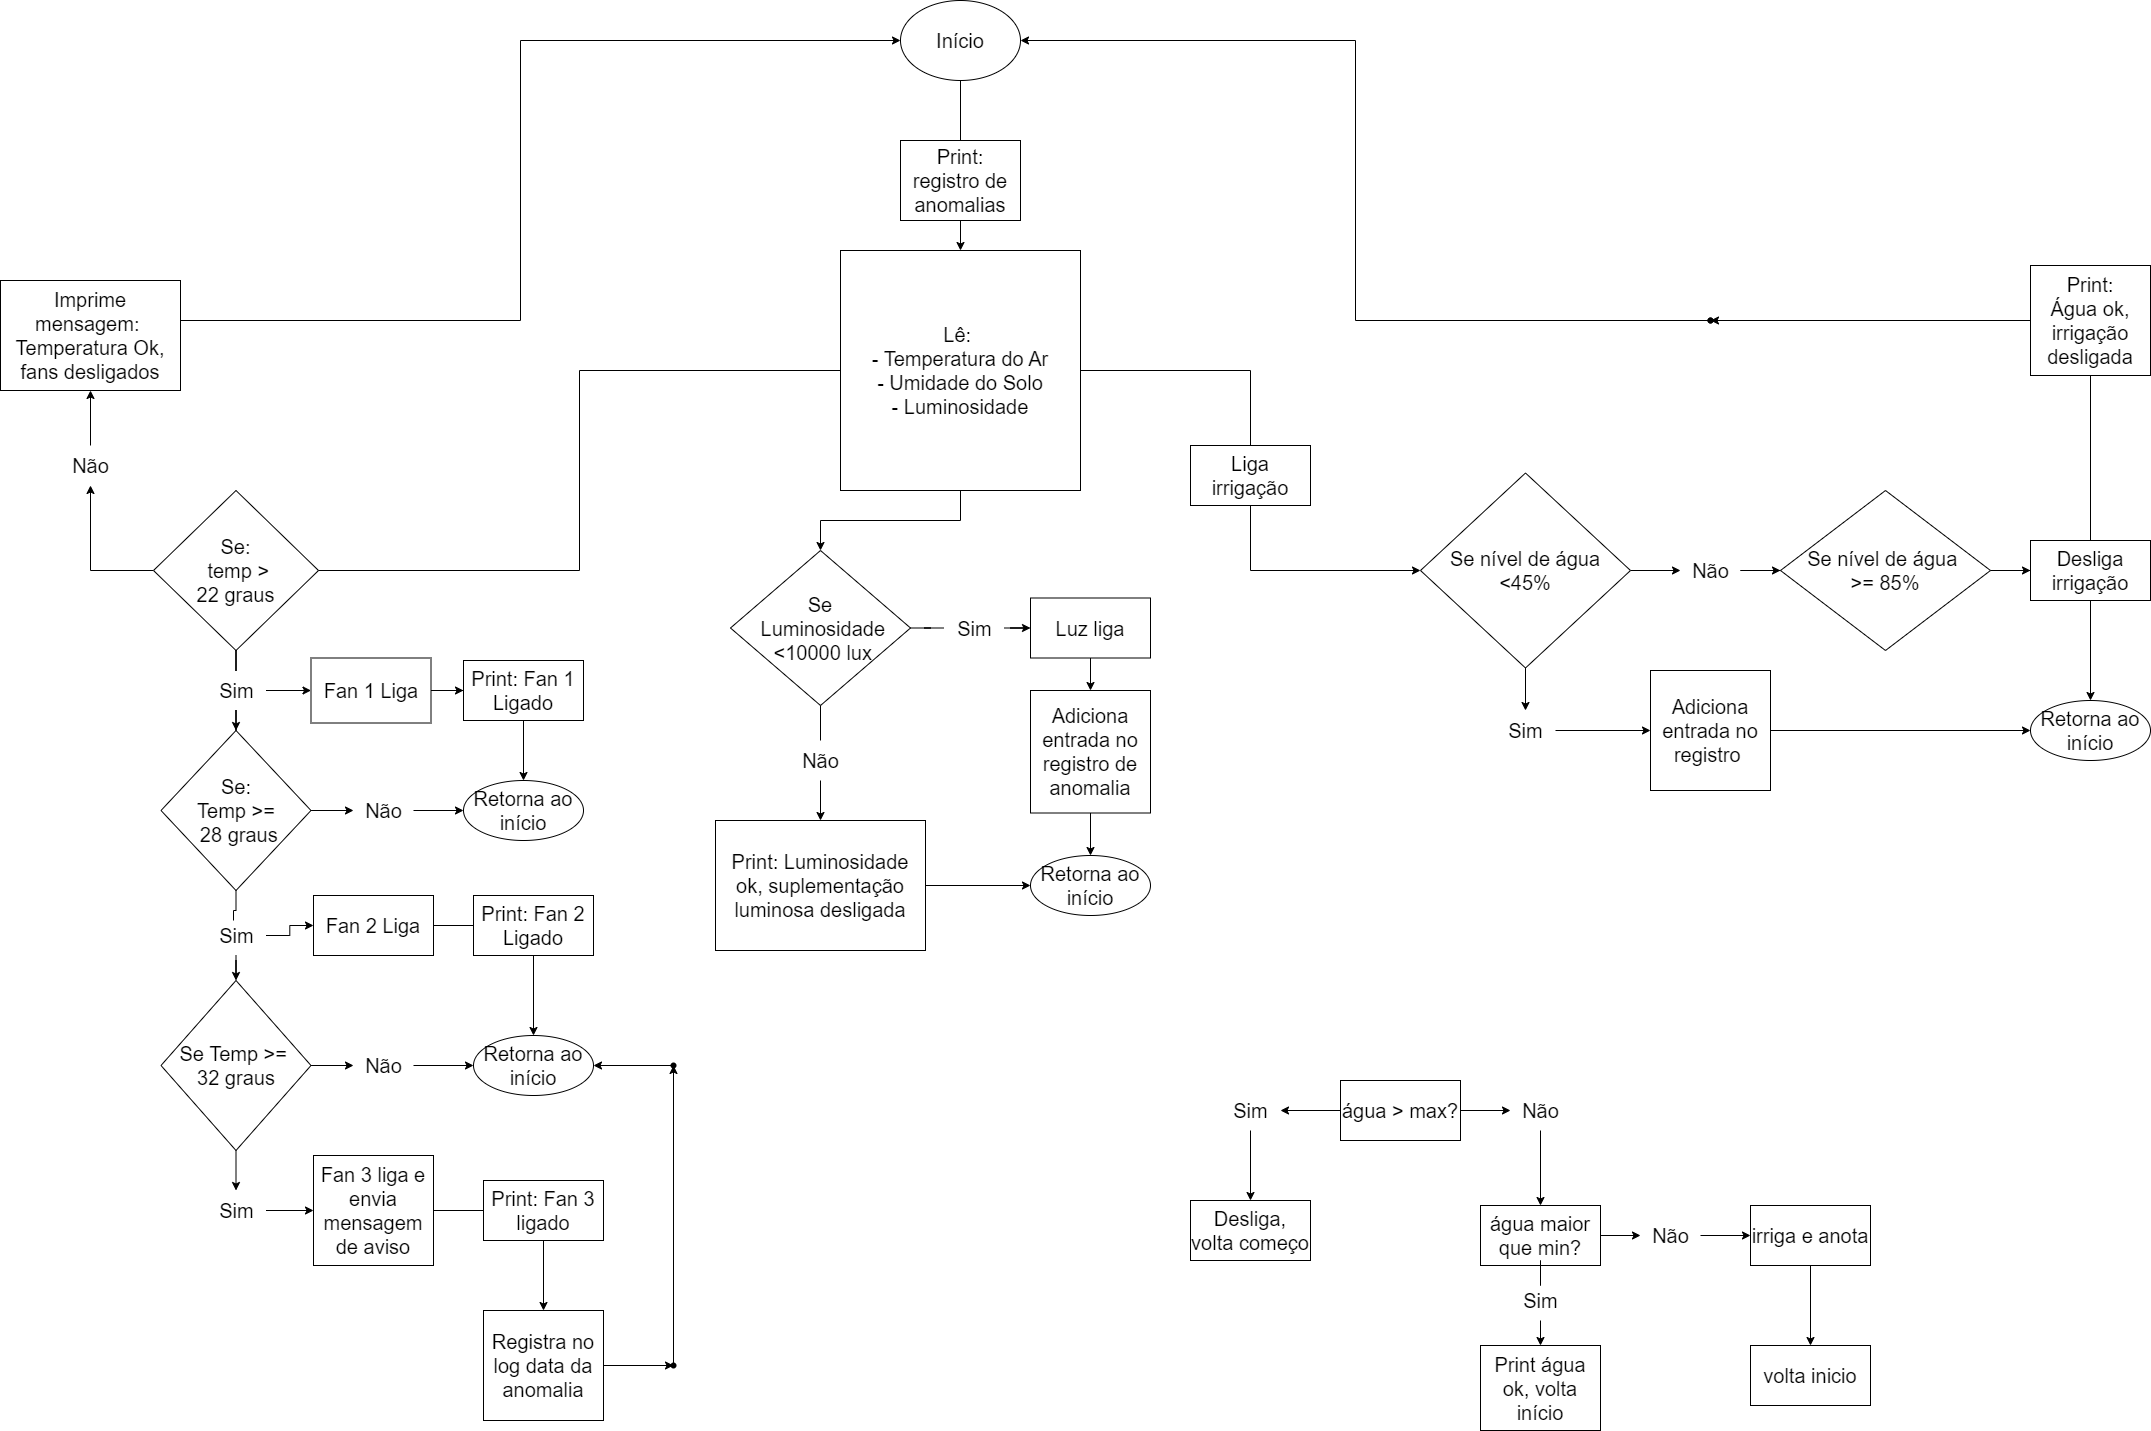 Início
Print:
registro de
anomalias
Imprime
mensagem:
Temperatura Ok,
fans desligados
Lê:
- Temperatura do Ar
- Umidade do Solo
- Luminosidade
Print:
Água ok,
irrigação
desligada
Não
Liga
irrigação
Se:
temp >
22 graus
Se nível de água
<45%
Não
Se nível de água
>= 85%
Desliga
irrigação
Se
Luminosidade
<10000 lux
Sim
Luz liga
Sim
Fan 1 Liga
Print: Fan 1
Ligado
Adiciona
entrada no
registro de
anomalia
Sim
Adiciona
entrada no
registro
Retorna ao
início
Não
Se:
Temp >=
28 graus
Não
Retorna ao
início
Print: Luminosidade
ok, suplementação
luminosa desligada
Retorna ao
início
Sim
Fan 2 Liga
Print: Fan 2
Ligado
Se Temp >=
32 graus
Não
Retorna ao
início
Sim
água > max?
Não
Sim
Fan 3 liga e
envia
mensagem
de aviso
Print: Fan 3
ligado
Desliga,
volta começo
água maior
que min?
Não
irriga e anota
Sim
Registra no
log data da
anomalia
Print água
ok, volta
início
volta inicio